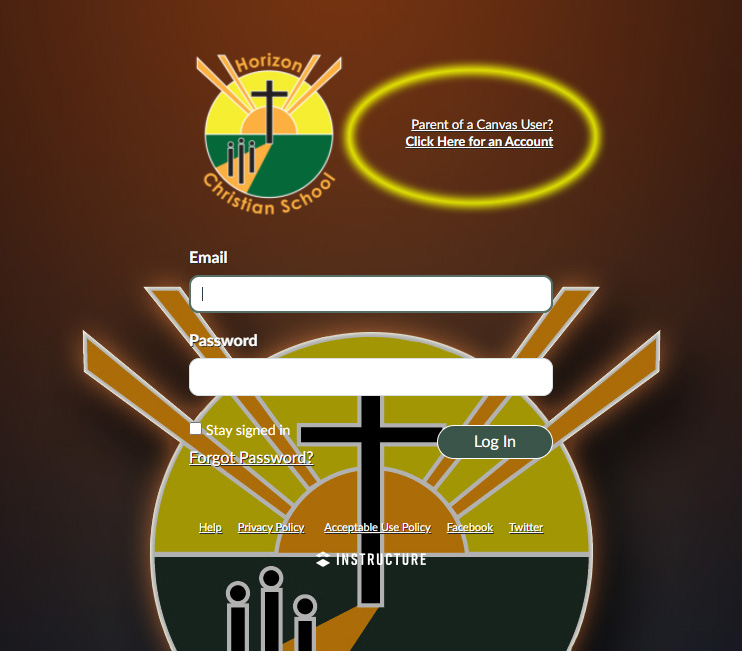 Horizon
Christian School
Parent of a Canvas User?
Click Here for an Account
Email
Password
Stay signed in
Log In
Forgot Password?
Help Privacy Policy Acceptable Use Policy Facebook Twitter
INSTRUCTURE